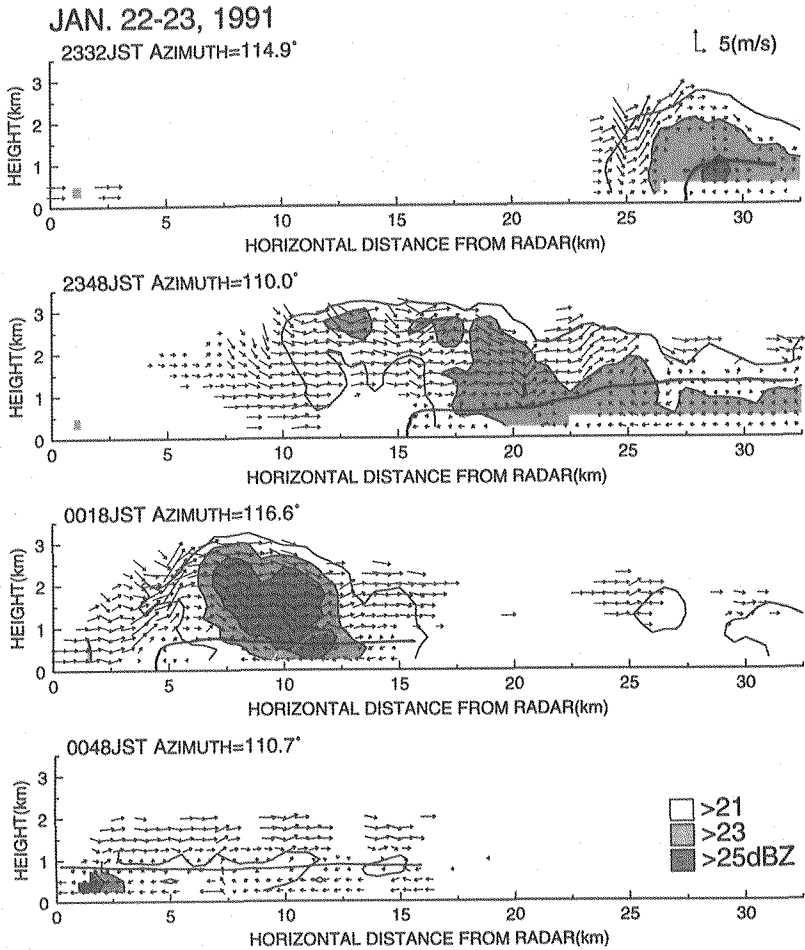 JAN. 22-23, 1991
2332JST AZIMUTH=114.9°
5(m/s)
HEIGHT(km)
3
2
1
0
0 5 10 15 20 25 30
HORIZONTAL DISTANCE FROM RADAR(km)
2348JST AZIMUTH=110.0°
HEIGHT(km)
3
2
1
0
0 5 10 15 20 25 30
HORIZONTAL DISTANCE FROM RADAR(km)
0018JST AZIMUTH=116.6°
HEIGHT(km)
3
2
1
0
0 5 10 15 20 25 30
HORIZONTAL DISTANCE FROM RADAR(km)
0048JST AZIMUTH=110.7°
HEIGHT(km)
3
2
1
0
>21
>23
>25dBZ
0 5 10 15 20 25 30
HORIZONTAL DISTANCE FROM RADAR(km)